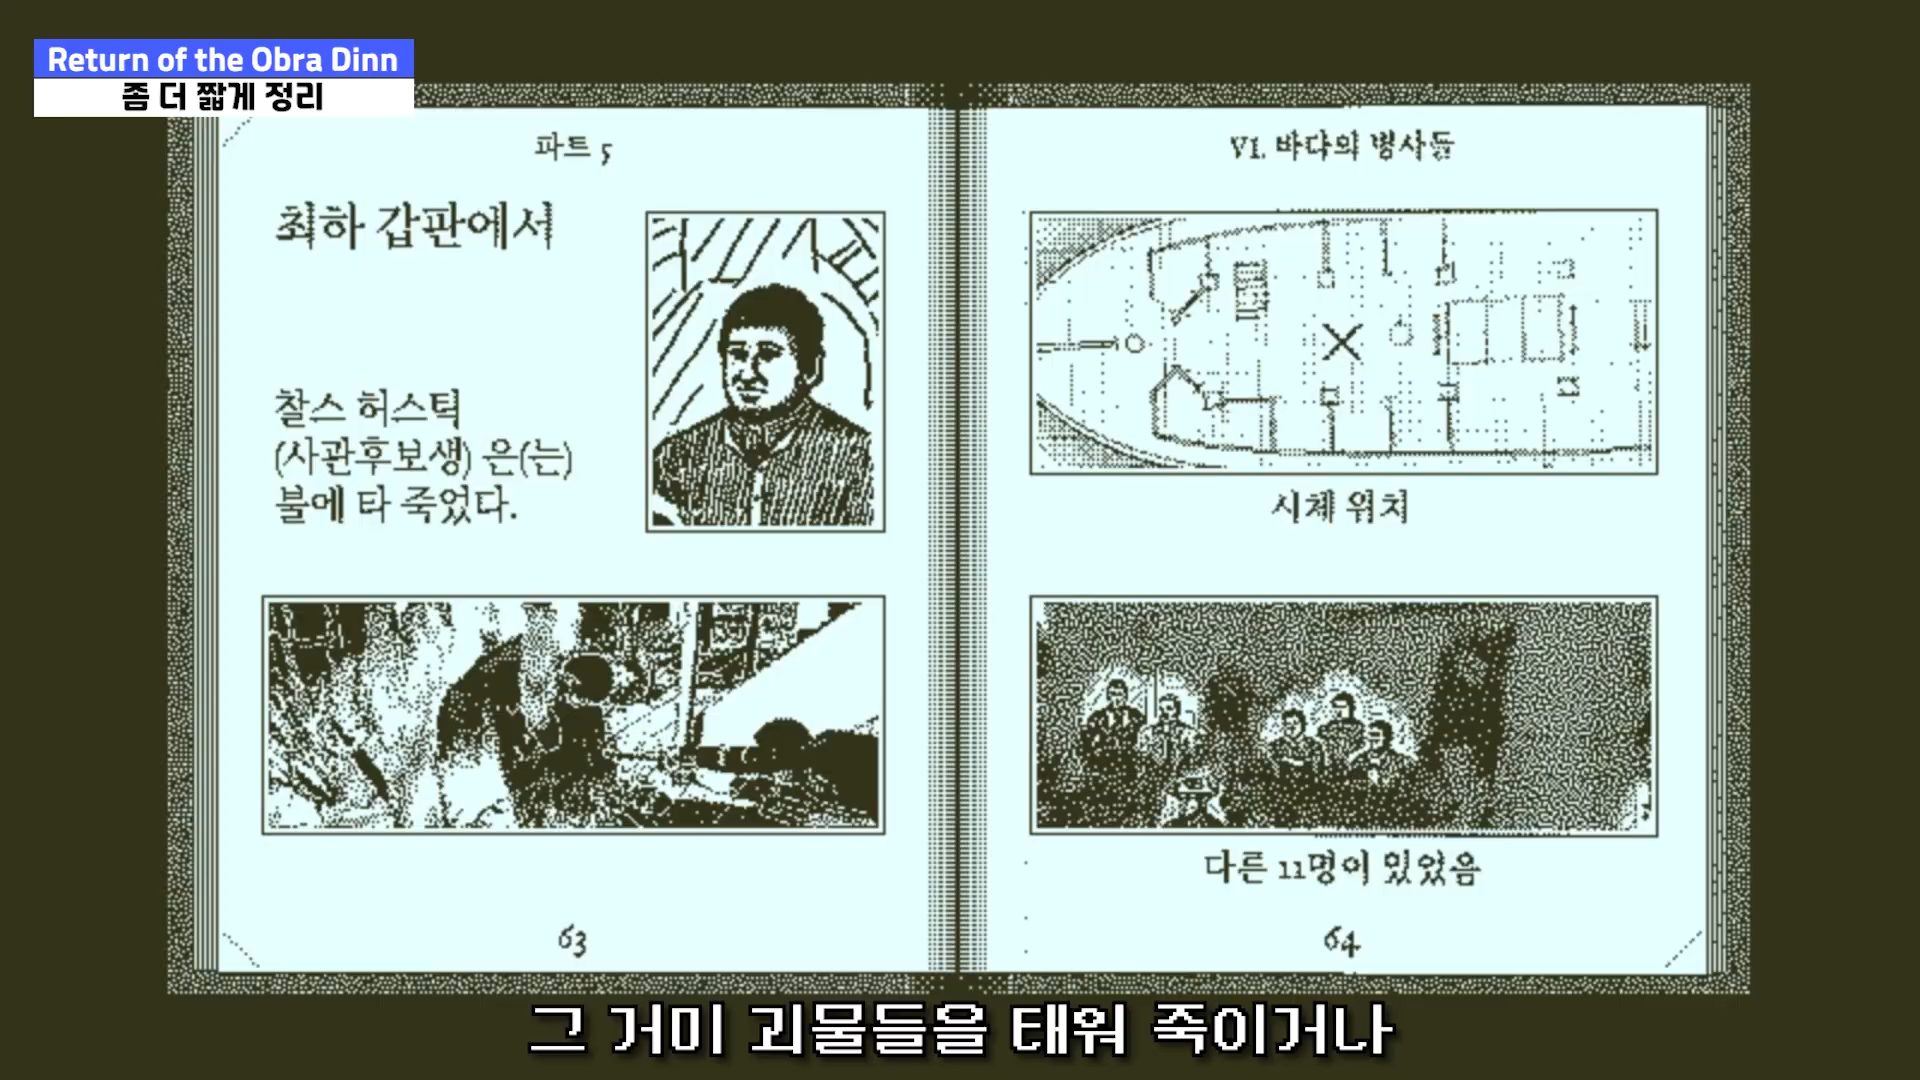 Return of the Obra Dinn
좀 더 짧게 정리
파트 5
최하 갑판에서
찰스 허스틱
(사관후보생) 은(는)
불에 타 죽었다.
63
VI. 바다의 병사들
시체 위치
다른 11명이 있었음
64
그 거미 괴물들을 태워 죽이거나